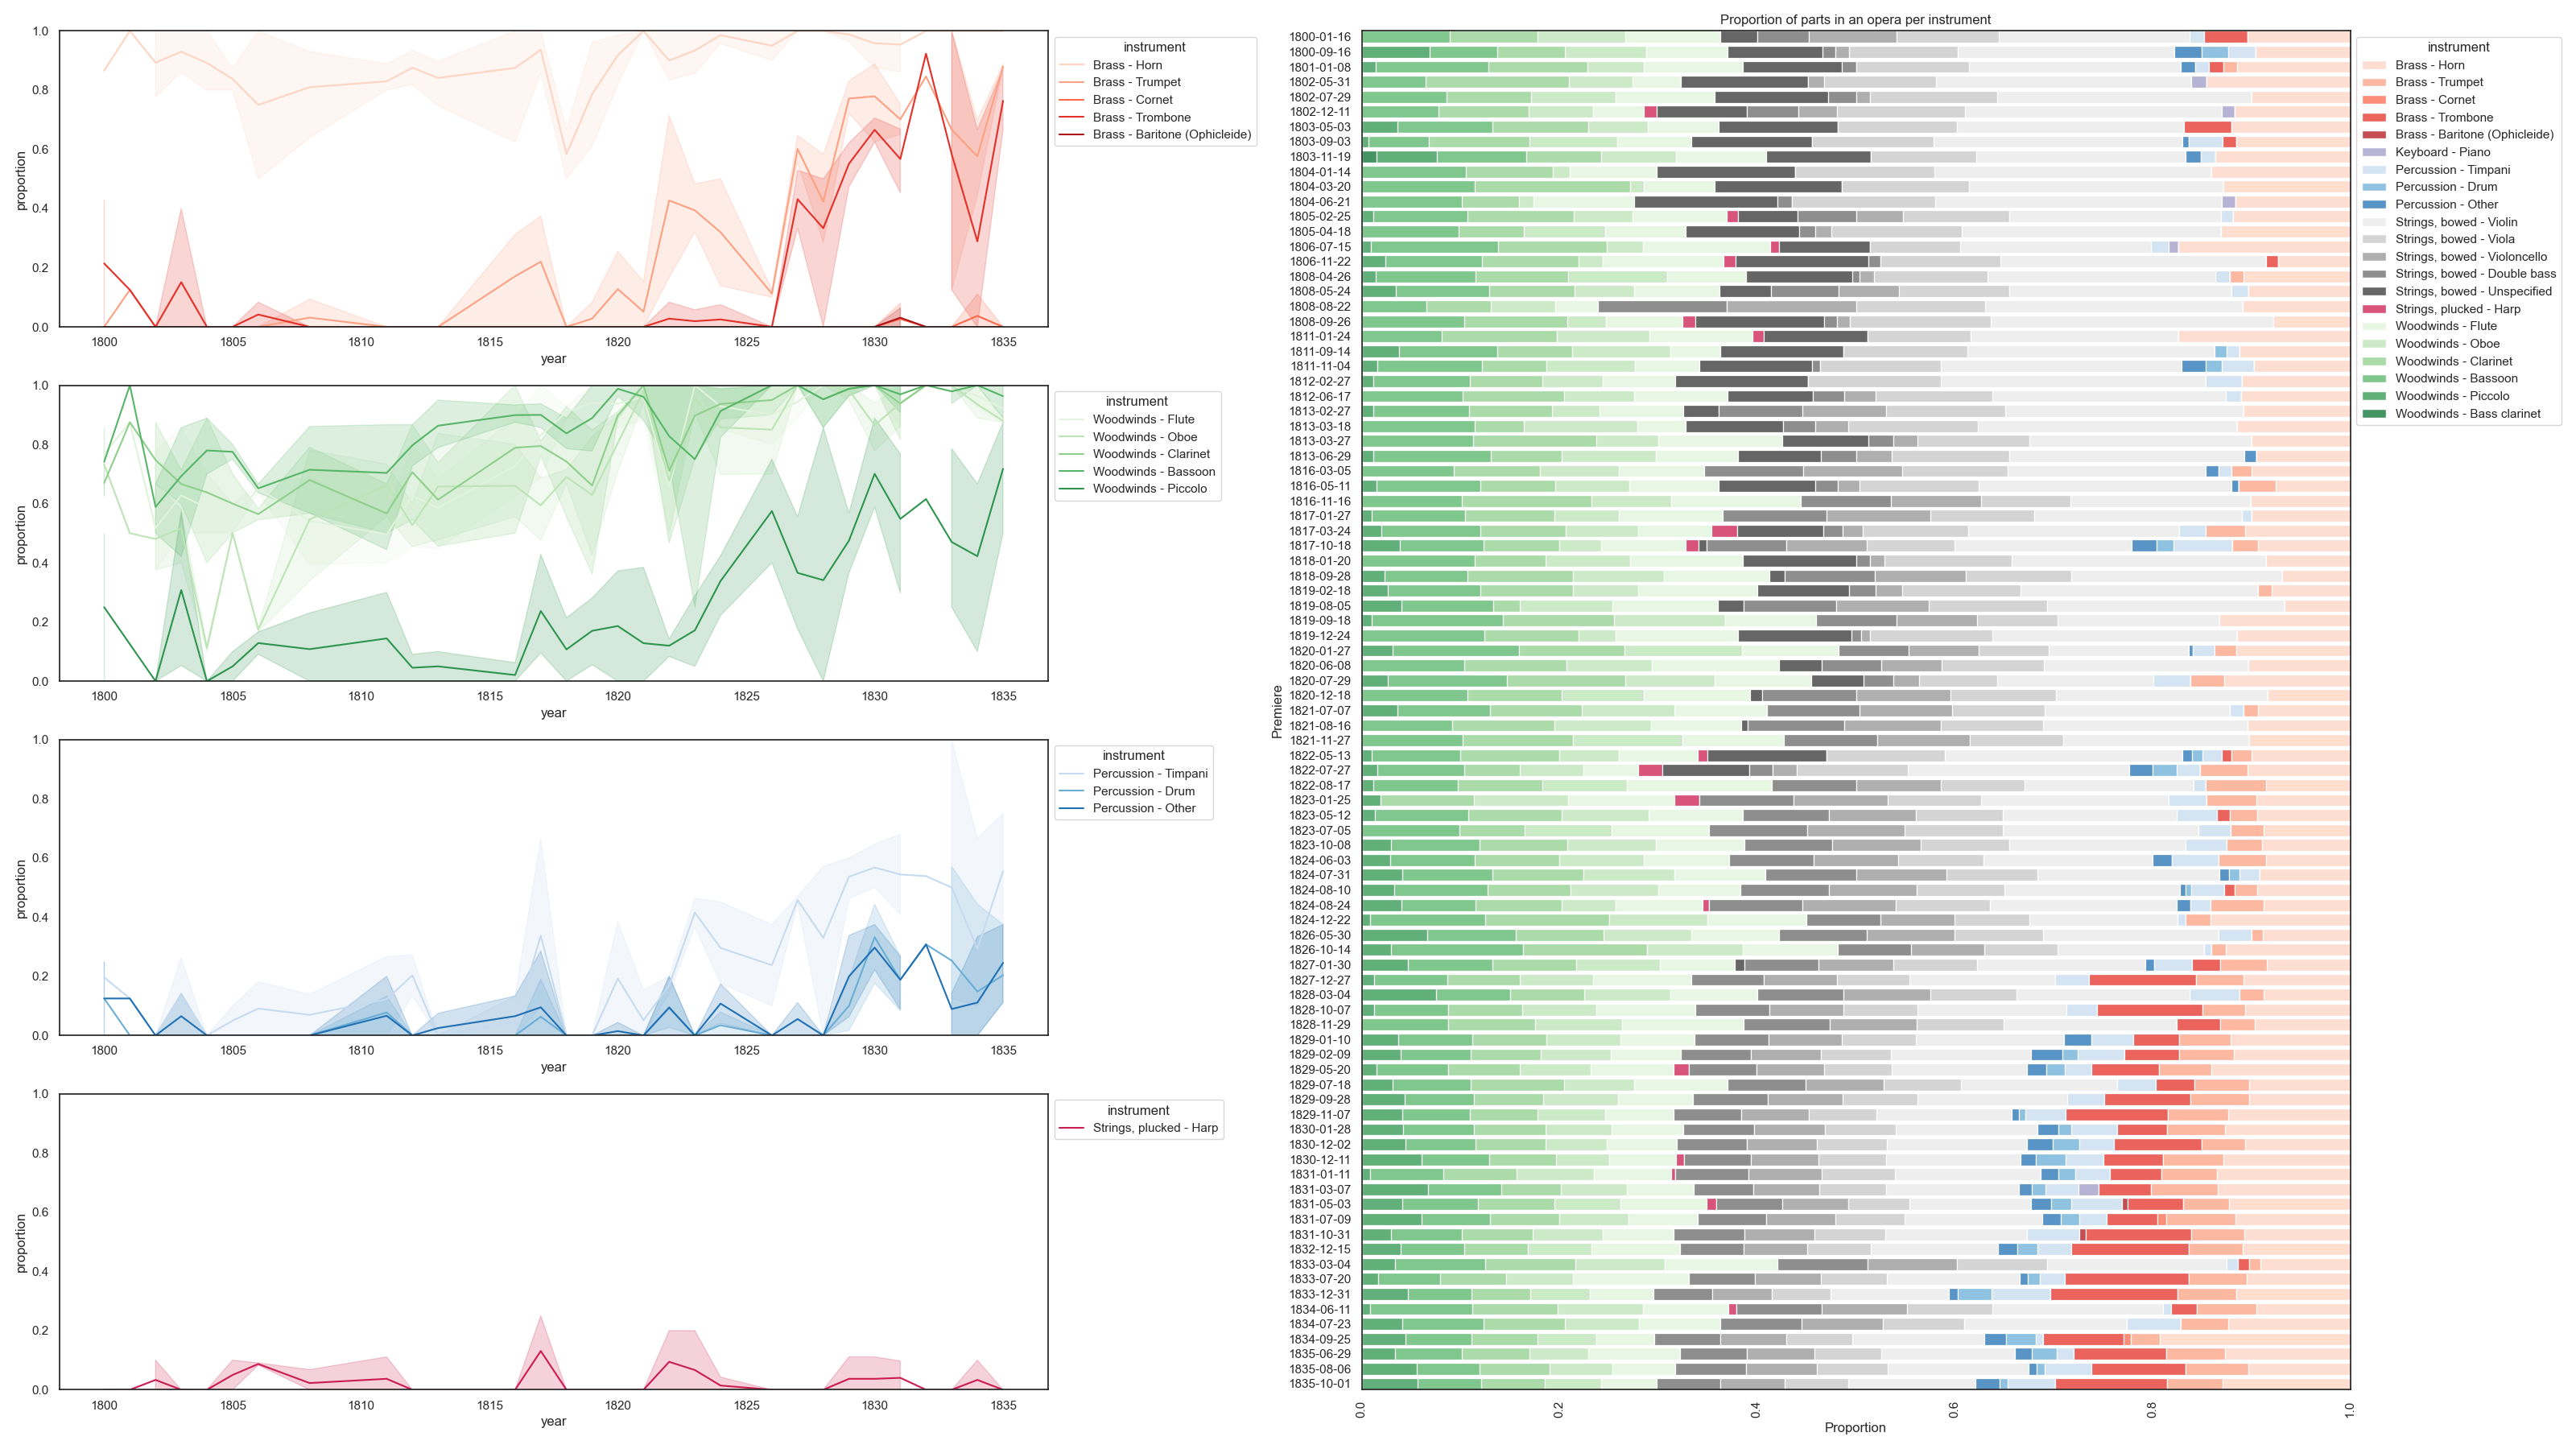 1.0
0.8
0.6
0.4
0.2
0.0
proportion
1800 1805 1810 1815 1820 1825 1830 1835
year
instrument
Brass - Horn
Brass - Trumpet
Brass - Cornet
Brass - Trombone
Brass - Baritone (Ophicleide)
1.0
0.8
0.6
0.4
0.2
0.0
proportion
1800 1805 1810 1815 1820 1825 1830 1835
year
instrument
Woodwinds - Flute
Woodwinds - Oboe
Woodwinds - Clarinet
Woodwinds - Bassoon
Woodwinds - Piccolo
1.0
0.8
0.6
0.4
0.2
0.0
proportion
1800 1805 1810 1815 1820 1825 1830 1835
year
instrument
Percussion - Timpani
Percussion - Drum
Percussion - Other
1.0
0.8
0.6
0.4
0.2
0.0
proportion
1800 1805 1810 1815 1820 1825 1830 1835
year
instrument
Strings, plucked - Harp
Proportion of parts in an opera per instrument
Premiere
1800-01-16
1800-09-16
1801-01-08
1802-05-31
1802-07-29
1802-12-11
1803-05-03
1803-09-03
1803-11-19
1804-01-14
1804-03-20
1804-06-21
1805-02-25
1805-04-18
1806-07-15
1806-11-22
1808-04-26
1808-05-24
1808-08-22
1808-09-26
1811-01-24
1811-09-14
1811-11-04
1812-02-27
1812-06-17
1813-02-27
1813-03-18
1813-03-27
1813-06-29
1816-03-05
1816-05-11
1816-11-16
1817-01-27
1817-03-24
1817-10-18
1818-01-20
1818-09-28
1819-02-18
1819-08-05
1819-09-18
1819-12-24
1820-01-27
1820-06-08
1820-07-29
1820-12-18
1821-07-07
1821-08-16
1821-11-27
1822-05-13
1822-07-27
1822-08-17
1823-01-25
1823-05-12
1823-07-05
1823-10-08
1824-06-03
1824-07-31
1824-08-10
1824-08-24
1824-12-22
1826-05-30
1826-10-14
1827-01-30
1827-12-27
1828-03-04
1828-10-07
1828-11-29
1829-01-10
1829-02-09
1829-05-20
1829-07-18
1829-09-28
1829-11-07
1830-01-28
1830-12-02
1830-12-11
1831-01-11
1831-03-07
1831-05-03
1831-07-09
1831-10-31
1832-12-15
1833-03-04
1833-07-20
1833-12-31
1834-06-11
1834-07-23
1834-09-25
1835-06-29
1835-08-06
1835-10-01
0.0 0.2 0.4 0.6 0.8 1.0
Proportion
instrument
Brass - Horn
Brass - Trumpet
Brass - Cornet
Brass - Trombone
Brass - Baritone (Ophicleide)
Keyboard - Piano
Percussion - Timpani
Percussion - Drum
Percussion - Other
Strings, bowed - Violin
Strings, bowed - Viola
Strings, bowed - Violoncello
Strings, bowed - Double bass
Strings, bowed - Unspecified
Strings, plucked - Harp
Woodwinds - Flute
Woodwinds - Oboe
Woodwinds - Clarinet
Woodwinds - Bassoon
Woodwinds - Piccolo
Woodwinds - Bass clarinet